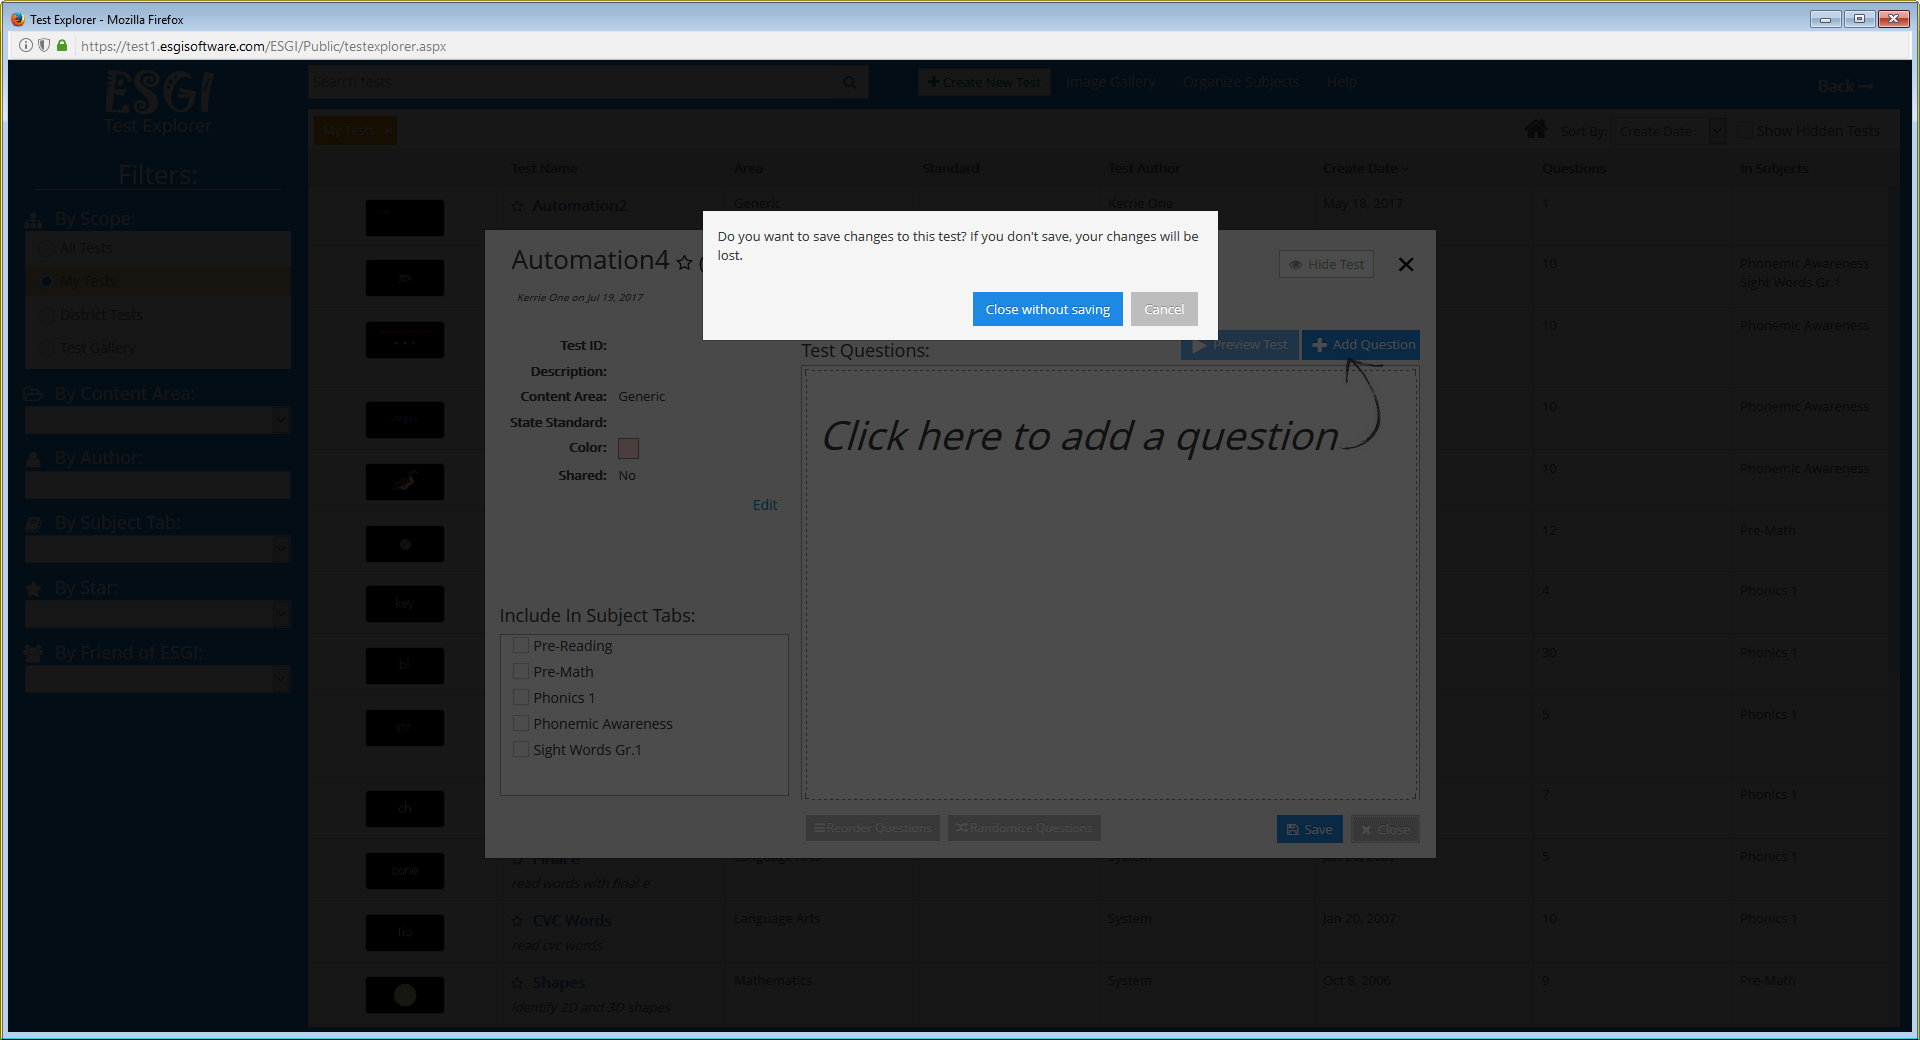 Test Explorer - Mozilla Firefox
https://test1.esgisoftware.com/ESGI/Public/testexplorer.aspx
ESGI
Test Explorer
Search tests
Create New Test
Image Gallery
Organize Subjects
Help
Back
My Tests ×
Sort By:
Create Date
Show Hidden Tests
Filters:
By Scope:
All Tests
My Tests
District Tests
Test Gallery
By Content Area:
By Author:
By Subject Tab:
By Star:
By Friend of ESGI:
Test Name
Area
Standard
Test Author
Create Date
Questions
In Subjects
Automation2
Generic
Kerrie One
May 18, 2017
1
10
Phonemic Awareness
Sight Words Gr.1
10
Phonemic Awareness
10
Phonemic Awareness
10
Phonemic Awareness
12
Pre-Math
key
4
Phonics 1
bl
30
Phonics 1
5
Phonics 1
ch
7
Phonics 1
cone
Final e
Language Arts
System
Jan 20, 2007
5
Phonics 1
read words with final e
lip
CVC Words
Language Arts
System
Jan 20, 2007
10
Phonics 1
read cvc words
Shapes
Mathematics
System
Oct 8, 2006
9
Pre-Math
identify 2D and 3D shapes
Do you want to save changes to this test? If you don't save, your changes will be
lost.
Close without saving
Cancel
Automation4
(
Kerrie One on Jul 19, 2017
Hide Test
Test ID:
Description:
Content Area: Generic
State Standard:
Color:
Shared: No
Edit
Include In Subject Tabs:
Pre-Reading
Pre-Math
Phonics 1
Phonemic Awareness
Sight Words Gr.1
Test Questions:
Preview Test
Add Question
Click here to add a question
Reorder Questions
Randomize Questions
Save
Close